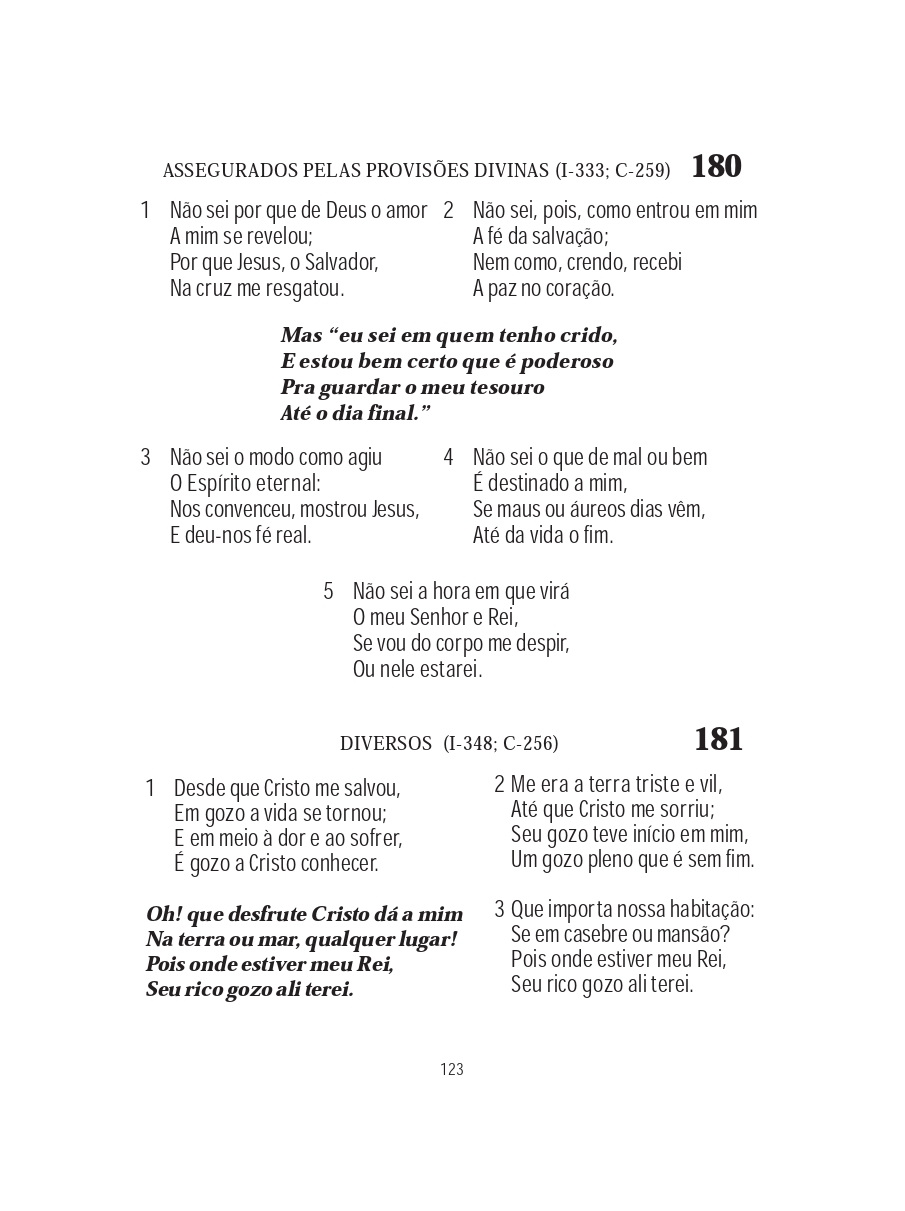 ASSEGURADOS PELAS PROVISÕES DIVINAS (I-333; C-259) 180
1 Não sei por que de Deus o amor
A mim se revelou;
Por que Jesus, o Salvador,
Na cruz me resgatou.
2 Não sei, pois, como entrou em mim
A fé da salvação;
Nem como, crendo, recebi
A paz no coração.
Mas “eu sei em quem tenho crido,
E estou bem certo que é poderoso
Pra guardar o meu tesouro
Até o dia final.”
3 Não sei o modo como agiu
O Espírito eternal:
Nos convenceu, mostrou Jesus,
E deu-nos fé real.
4 Não sei o que de mal ou bem
É destinado a mim,
Se maus ou áureos dias vêm,
Até da vida o fim.
5 Não sei a hora em que virá
O meu Senhor e Rei,
Se vou do corpo me despir,
Ou nele estarei.
DIVERSOS (I-348; C-256) 181
1 Desde que Cristo me salvou,
Em gozo a vida se tornou;
E em meio à dor e ao sofrer,
É gozo a Cristo conhecer.
Oh! que desfrute Cristo dá a mim
Na terra ou mar, qualquer lugar!
Pois onde estiver meu Rei,
Seu rico gozo ali terei.
2 Me era a terra triste e vil,
Até que Cristo me sorriu;
Seu gozo teve início em mim,
Um gozo pleno que é sem fim.
3 Que importa nossa habitação:
Se em casebre ou mansão?
Pois onde estiver meu Rei,
Seu rico gozo ali terei.
123